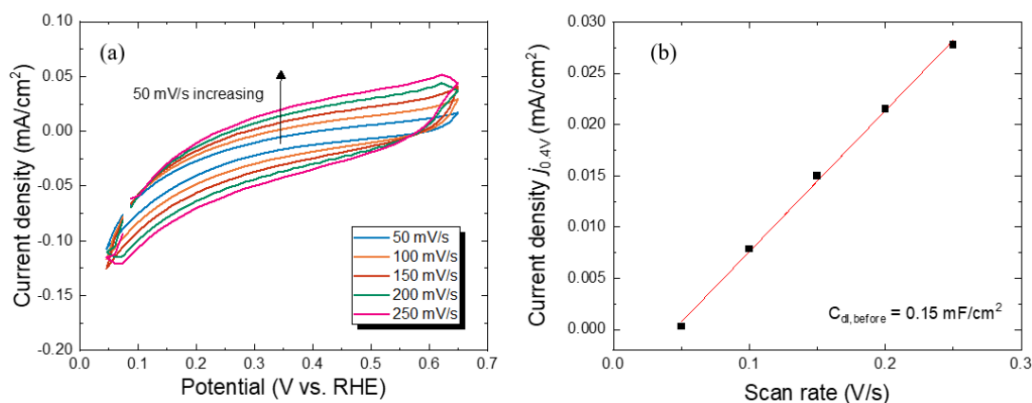 (a)
50 mV/s increasing
50 mV/s
100 mV/s
150 mV/s
200 mV/s
250 mV/s
0.10
0.05
0.00
-0.05
-0.10
-0.15
-0.20
0.0 0.1 0.2 0.3 0.4 0.5 0.6 0.7
Current density (mA/cm²)
Potential (V vs. RHE)
(b)
C_dl,before = 0.15 mF/cm²
0.030
0.025
0.020
0.015
0.010
0.005
0.000
0.0 0.1 0.2 0.3
Current density j_0.4V (mA/cm²)
Scan rate (V/s)